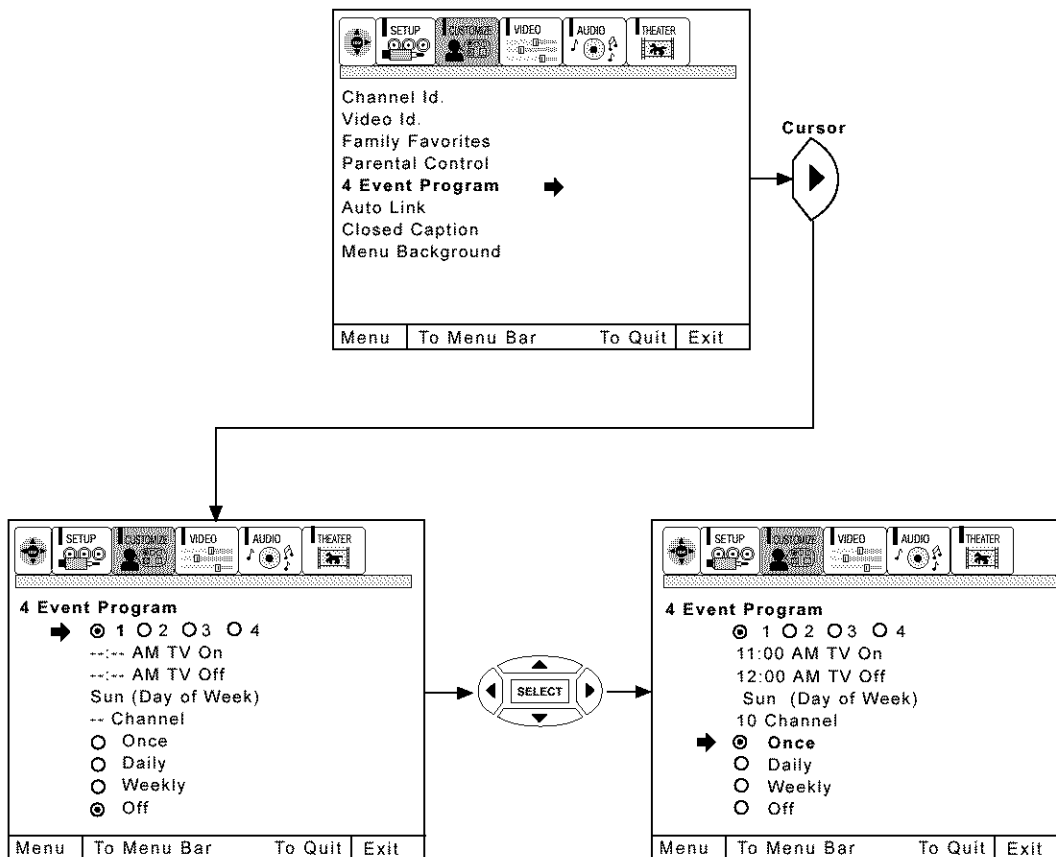 SETUP CUSTOMIZE VIDEO AUDIO THEATER
Channel Id.
Video Id.
Family Favorites
Parental Control
4 Event Program
Auto Link
Closed Caption
Menu Background
Menu To Menu Bar To Quit Exit
Cursor
SETUP CUSTOMIZE VIDEO AUDIO THEATER
4 Event Program
1 2 3 4
--:-- AM TV On
--:-- AM TV Off
Sun (Day of Week)
-- Channel
Once
Daily
Weekly
Off
Menu To Menu Bar To Quit Exit
SELECT
SETUP CUSTOMIZE VIDEO AUDIO THEATER
4 Event Program
1 2 3 4
11:00 AM TV On
12:00 AM TV Off
Sun (Day of Week)
10 Channel
Once
Daily
Weekly
Off
Menu To Menu Bar To Quit Exit